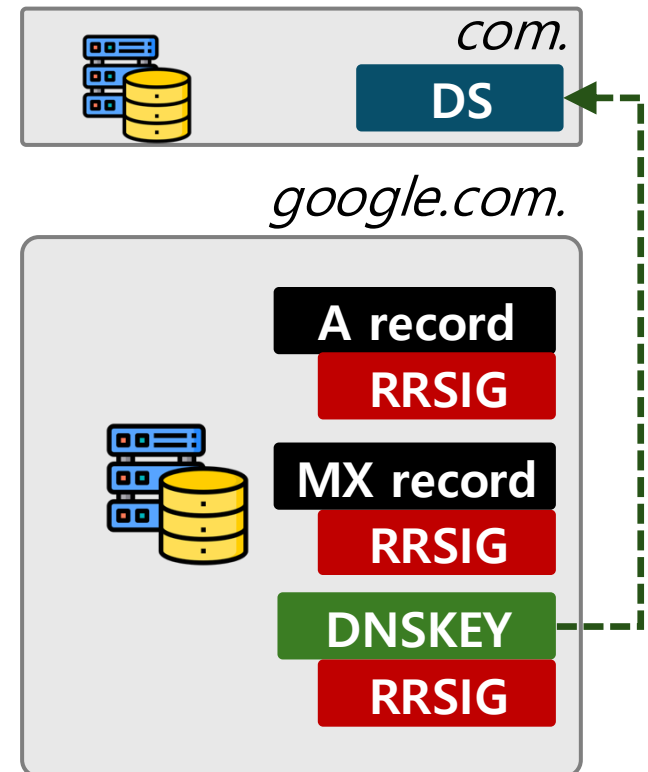 com.
DS
google.com.
A record
RRSIG
MX record
RRSIG
DNSKEY
RRSIG